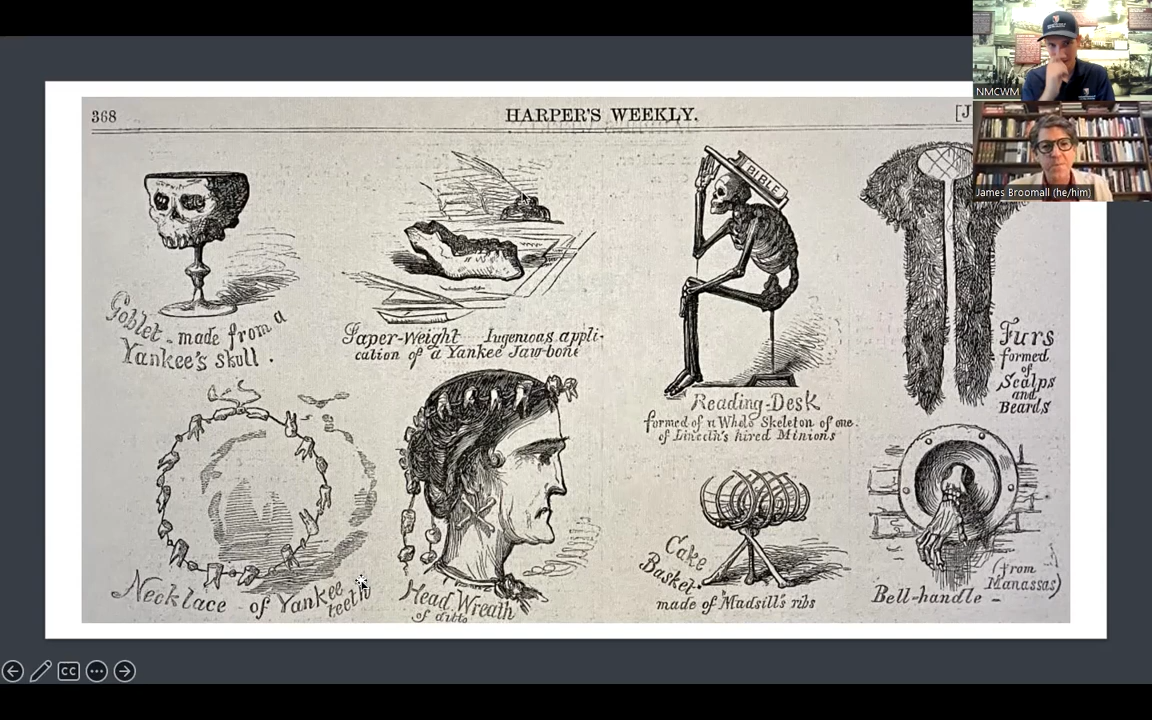 368
HARPER'S WEEKLY.
[J
NMCWM
James Broomall (he/him)
BIBLE
Goblet - made from a
Yankee's skull.
Paper-Weight Ingenious appli-
cation of a Yankee Jaw-bone
Reading-Desk
formed of a Whole Skeleton of one
of Lincoln's hired Minions
Furs
formed
of
Scalps
and
Beards
Necklace of Yankee
teeth
Head Wreath
of ditto
Cake
Basket
made of Mudsill's ribs
Bell-handle -
(from
Manassas)
CC